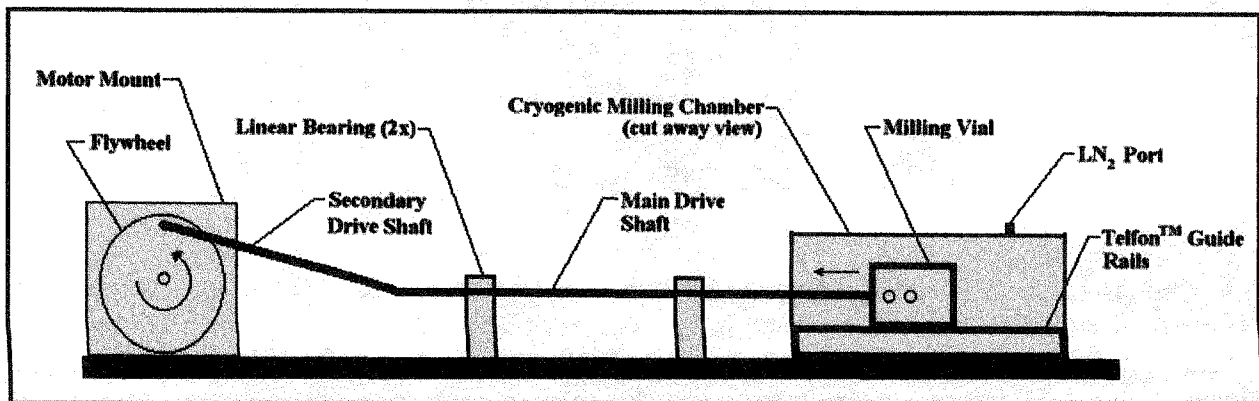 Motor Mount
Flywheel
Linear Bearing (2x)
Secondary
Drive Shaft
Main Drive
Shaft
Cryogenic Milling Chamber
(cut away view)
Milling Vial
LN₂ Port
Telfon™ Guide
Rails